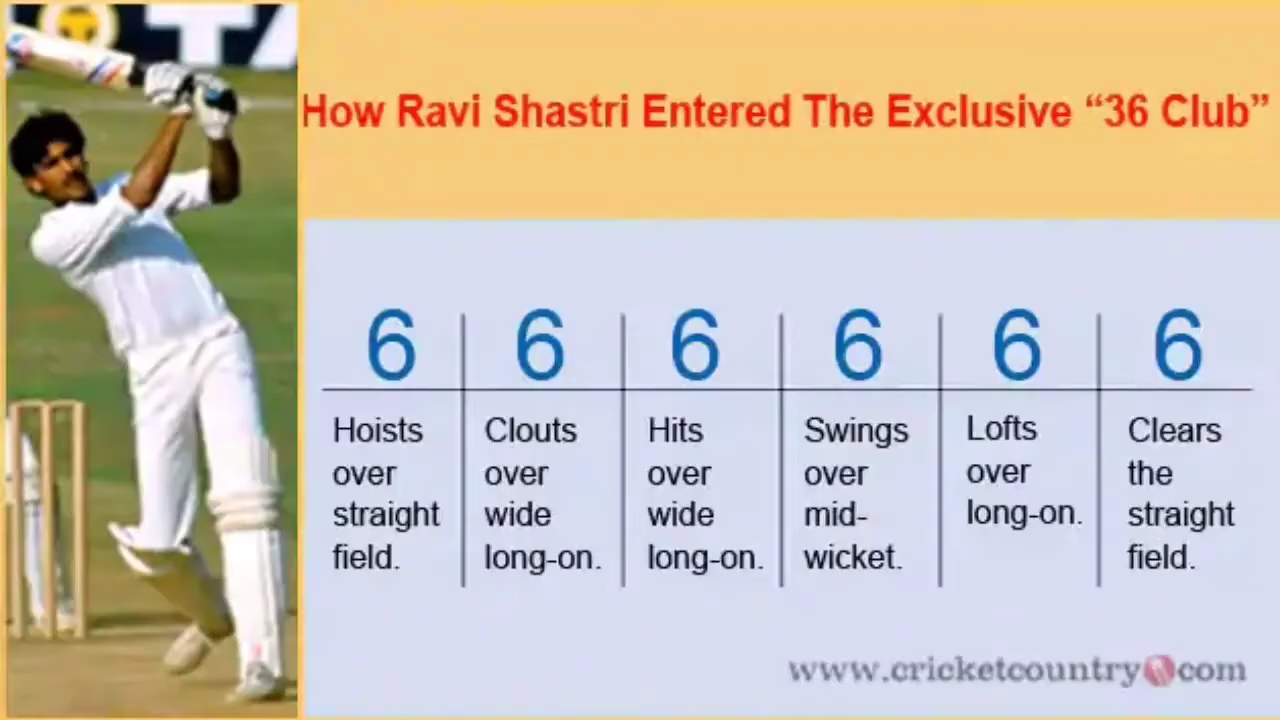 How Ravi Shastri Entered The Exclusive “36 Club”
6 6 6 6 6 6
Hoists
over
straight
field.
Clouts
over
wide
long-on.
Hits
over
wide
long-on.
Swings
over
mid-
wicket.
Lofts
over
long-on.
Clears
the
straight
field.
www.cricketcountry.com